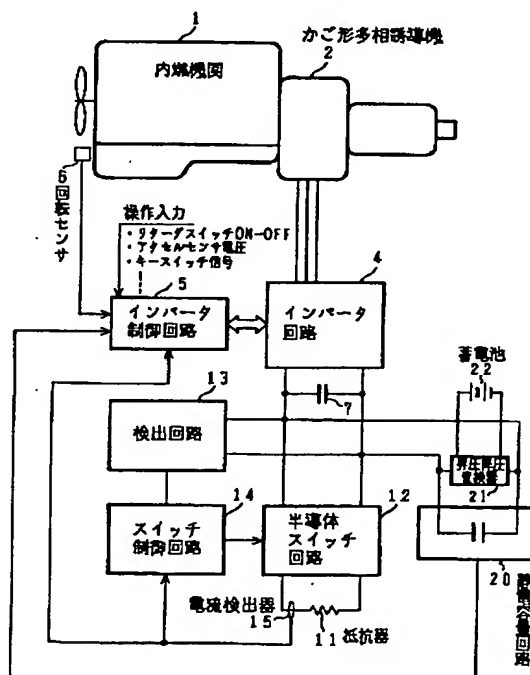 1
かご形多相誘導機
2
内燃機関
6
回転センサ
操作入力
・リターダスイッチON-OFF
・アクセルセンサ電圧
・キースイッチ信号
5
インバータ
制御回路
4
インバータ
回路
7
13
検出回路
蓄電池
22
昇圧降圧
変換器
21
14
スイッチ
制御回路
12
半導体
スイッチ
回路
20
静電容量回路
電流検出器
15
11 抵抗器